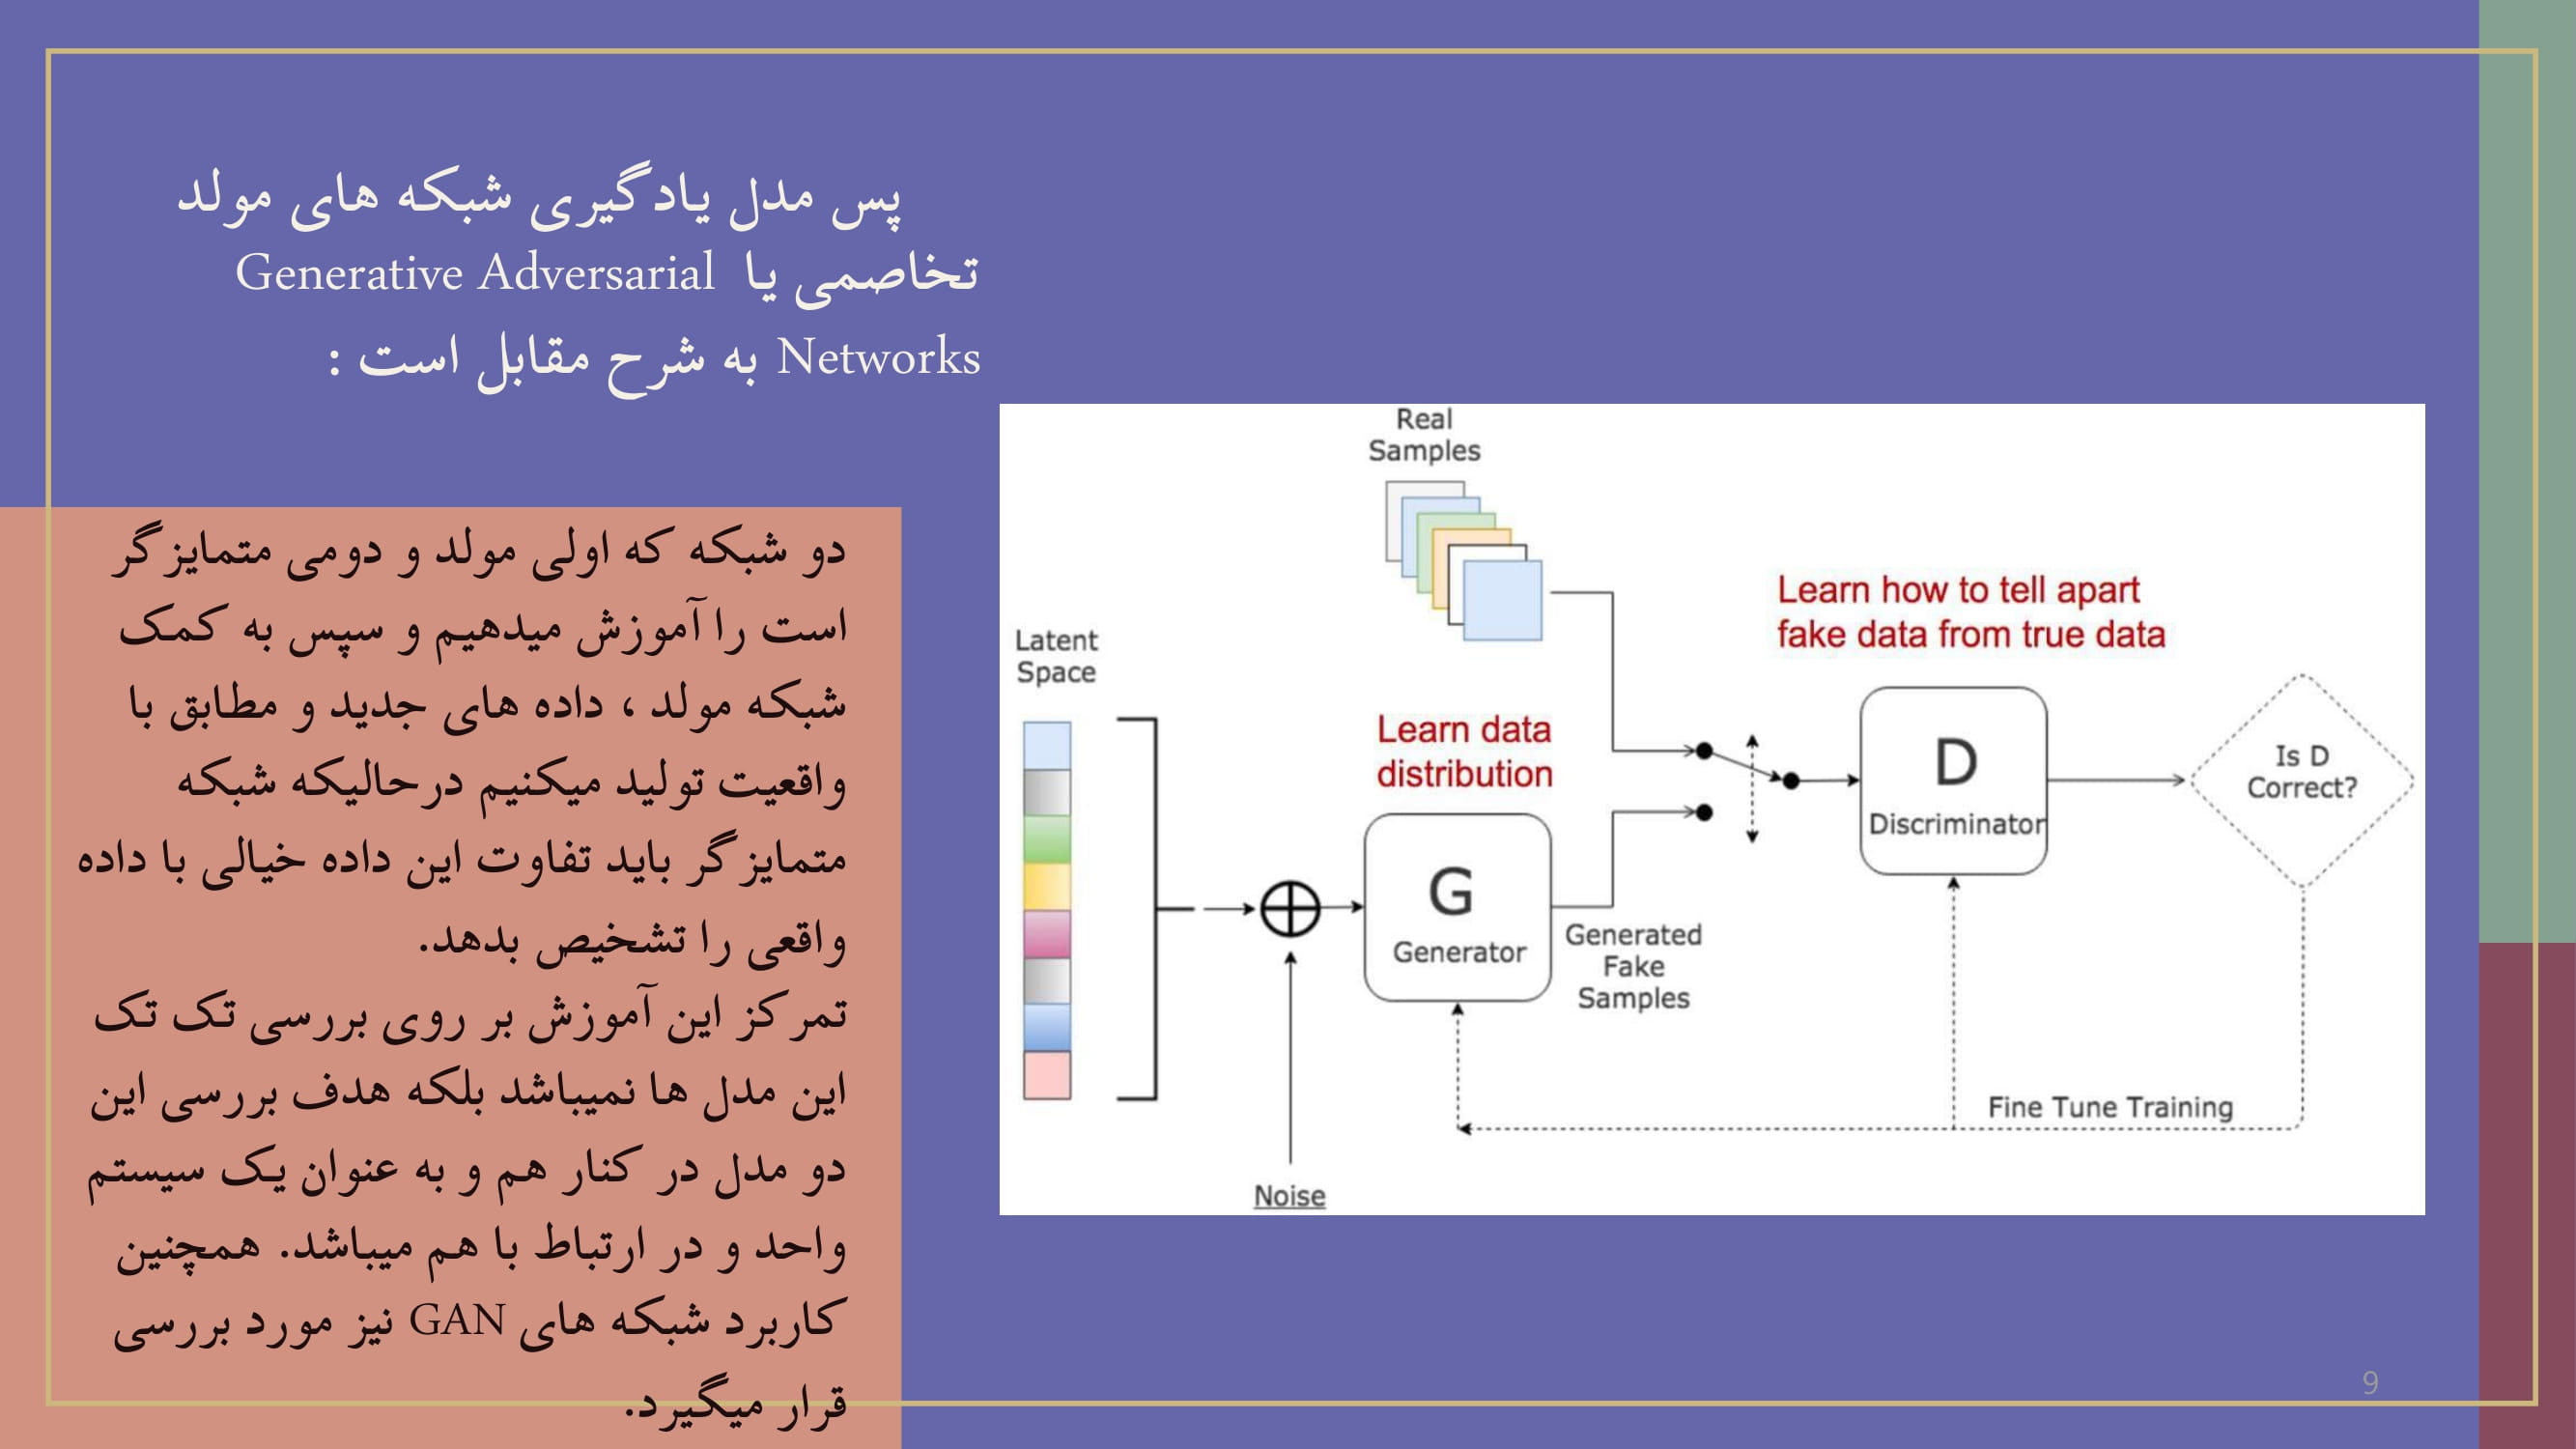 پس مدل یادگیری شبکه های مولد
تخاصمی یا Generative Adversarial
Networks به شرح مقابل است :
دو شبکه که اولی مولد و دومی متمایزگر
است را آموزش میدهیم و سپس به کمک
شبکه مولد ، داده های جدید و مطابق با
واقعیت تولید میکنیم درحالیکه شبکه
متمایزگر باید تفاوت این داده خیالی با داده
واقعی را تشخیص بدهد.
تمرکز این آموزش بر روی بررسی تک تک
این مدل ها نمیباشد بلکه هدف بررسی این
دو مدل در کنار هم و به عنوان یک سیستم
واحد و در ارتباط با هم میباشد. همچنین
کاربرد شبکه های GAN نیز مورد بررسی
قرار میگیرد.
Real
Samples
Learn how to tell apart
fake data from true data
Latent
Space
Learn data
distribution
D
Discriminator
Is D
Correct?
G
Generator
Generated
Fake
Samples
Fine Tune Training
Noise
9